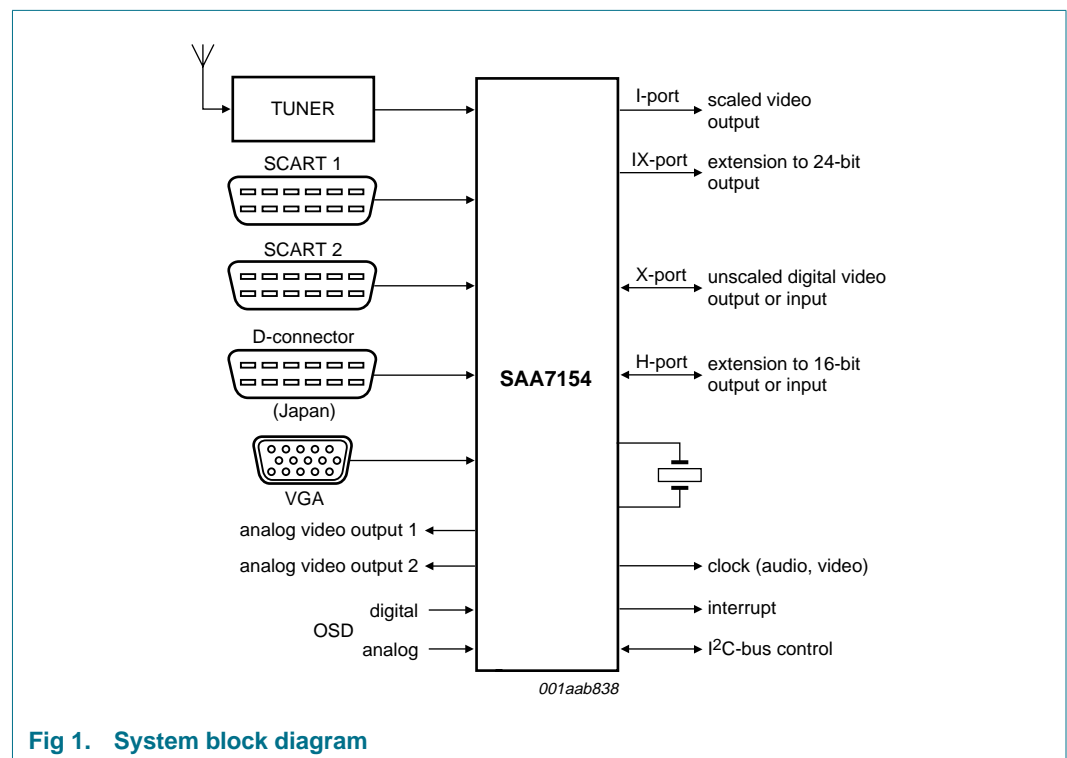 TUNER
SCART 1
SCART 2
D-connector
(Japan)
VGA
analog video output 1
analog video output 2
OSD
digital
analog
SAA7154
I-port
scaled video
output
IX-port
extension to 24-bit
output
X-port
unscaled digital video
output or input
H-port
extension to 16-bit
output or input
clock (audio, video)
interrupt
I2C-bus control
001aab838
Fig 1. System block diagram